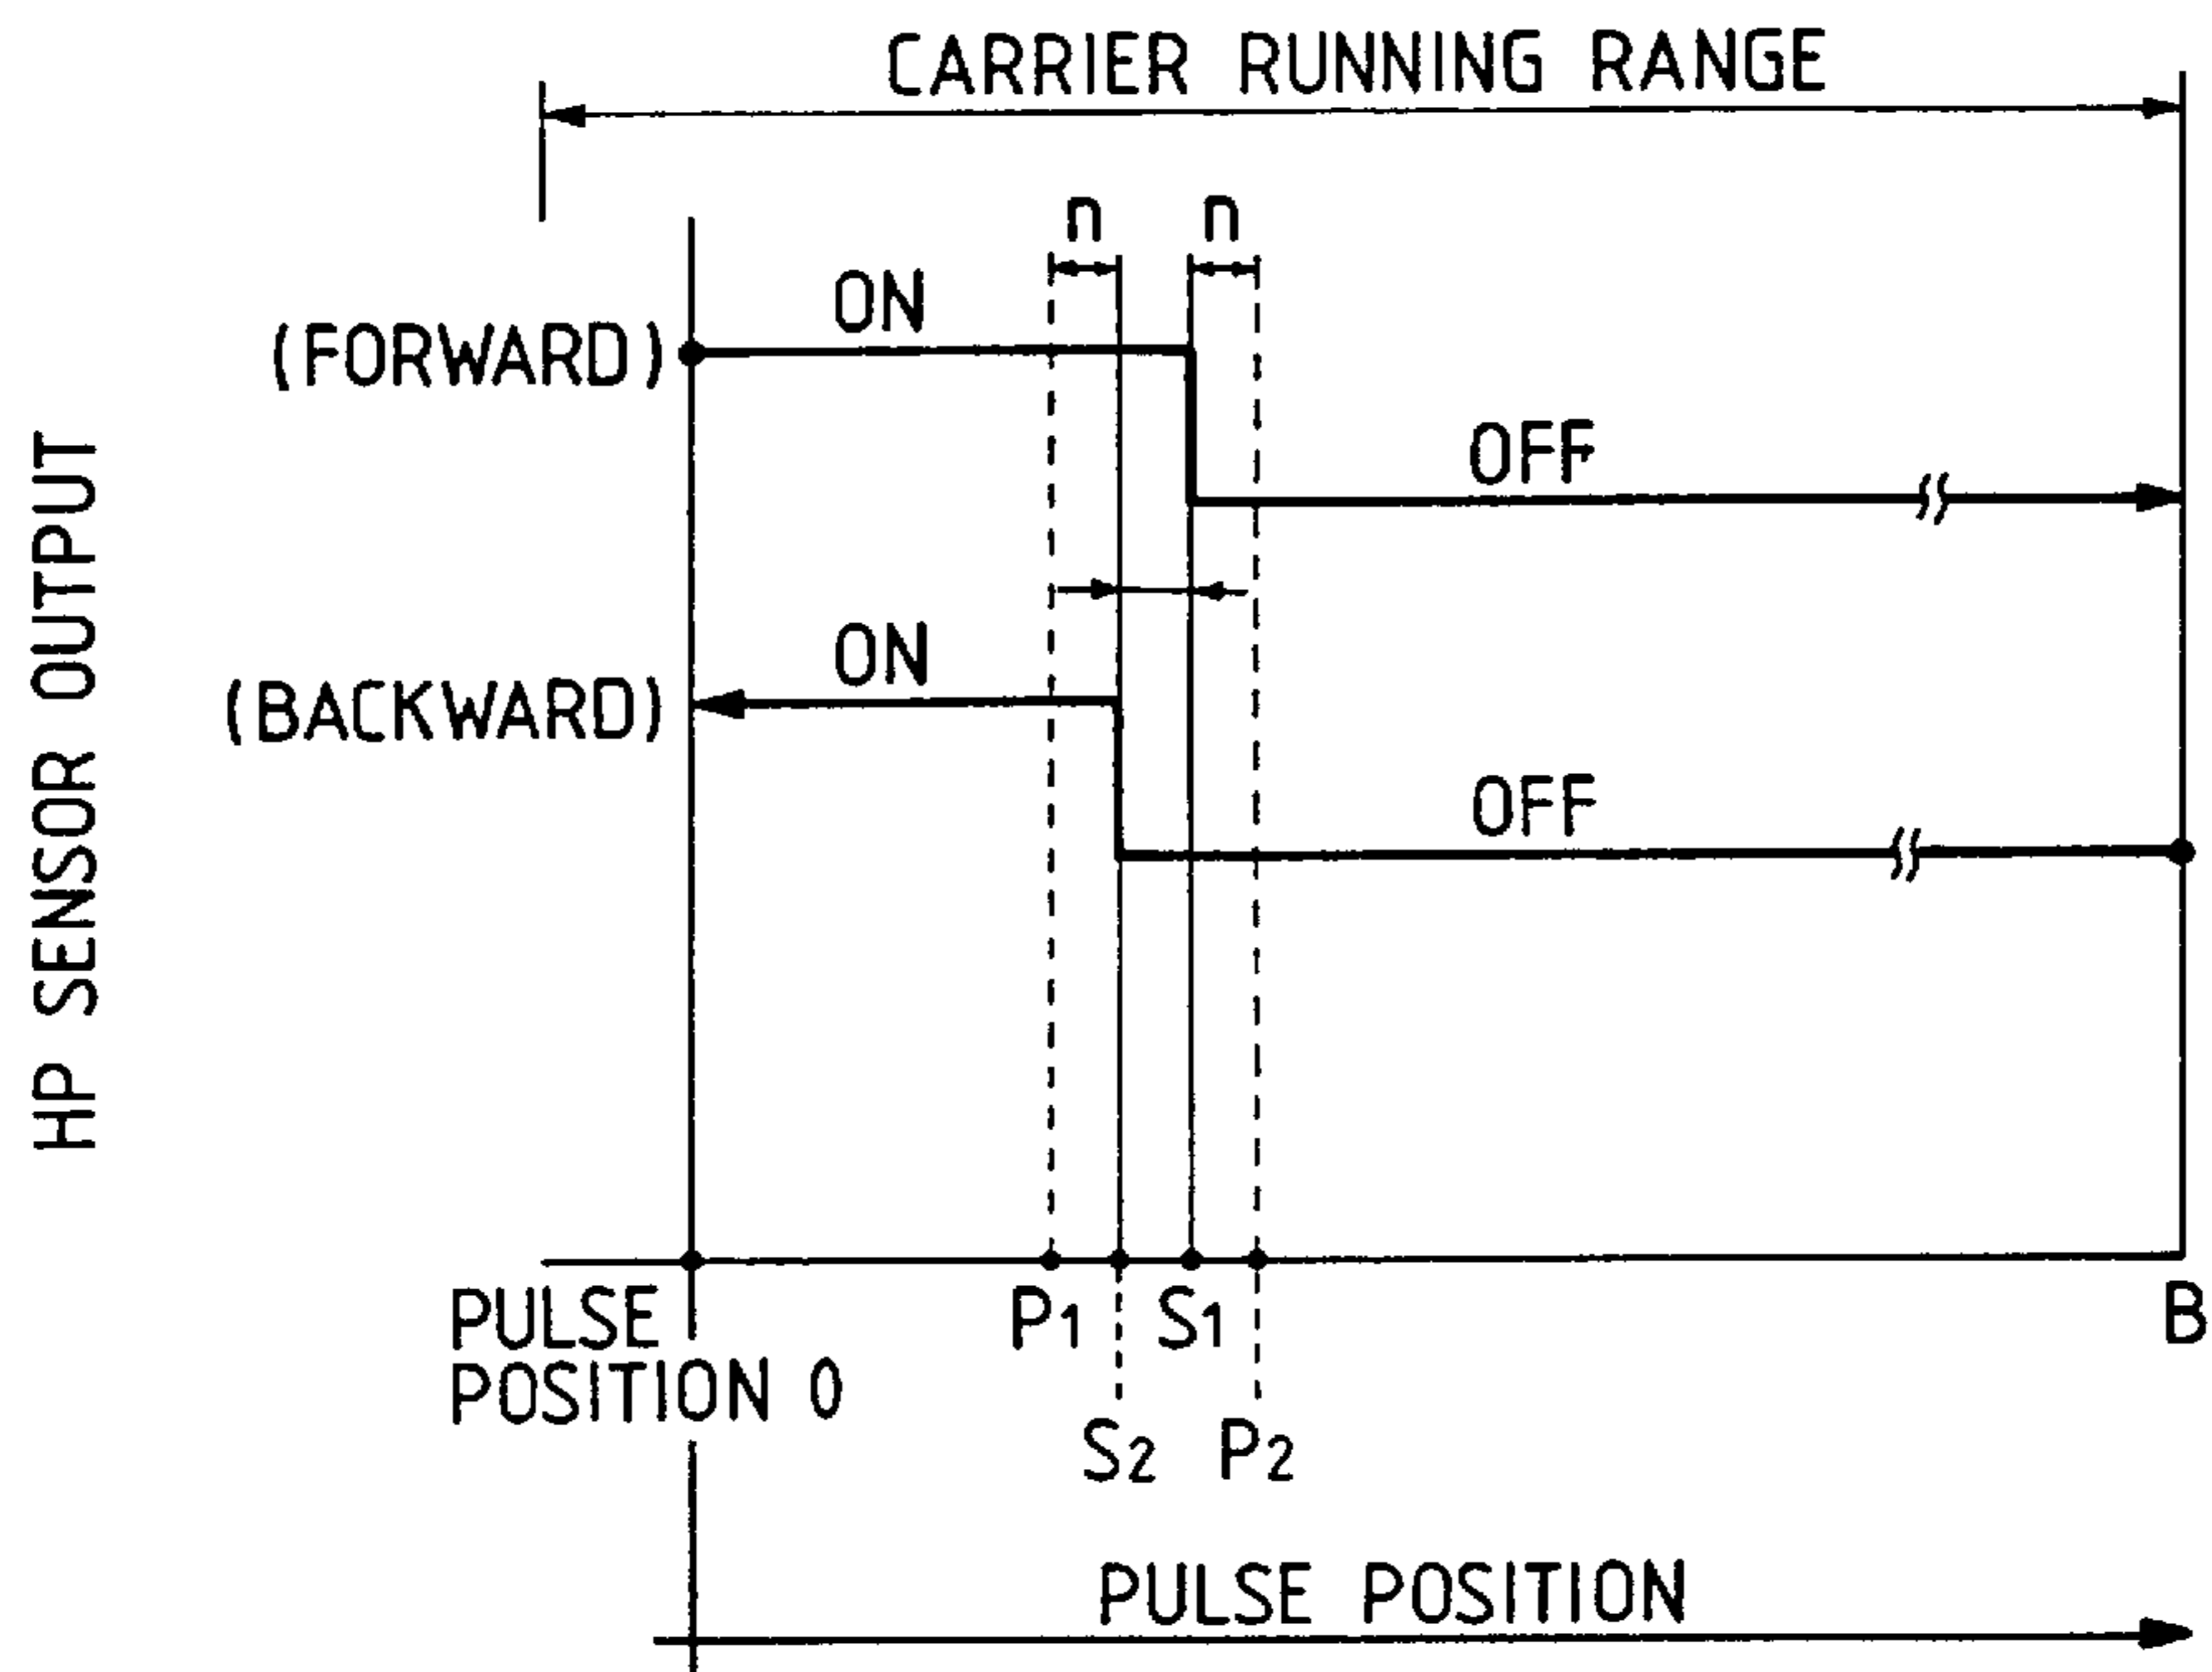 CARRIER RUNNING RANGE
n n
ON
(FORWARD)
OFF
ON
(BACKWARD)
OFF
HP SENSOR OUTPUT
PULSE
POSITION 0
P1 S1
B
S2 P2
PULSE POSITION